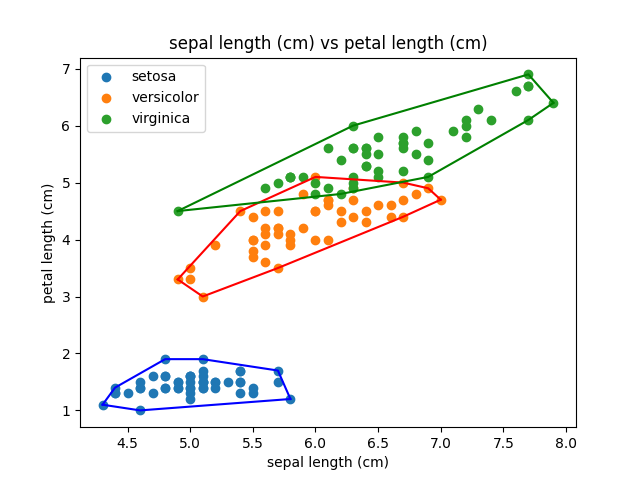 sepal length (cm) vs petal length (cm)
setosa
versicolor
virginica
petal length (cm)
7
6
5
4
3
2
1
4.5 5.0 5.5 6.0 6.5 7.0 7.5 8.0
sepal length (cm)